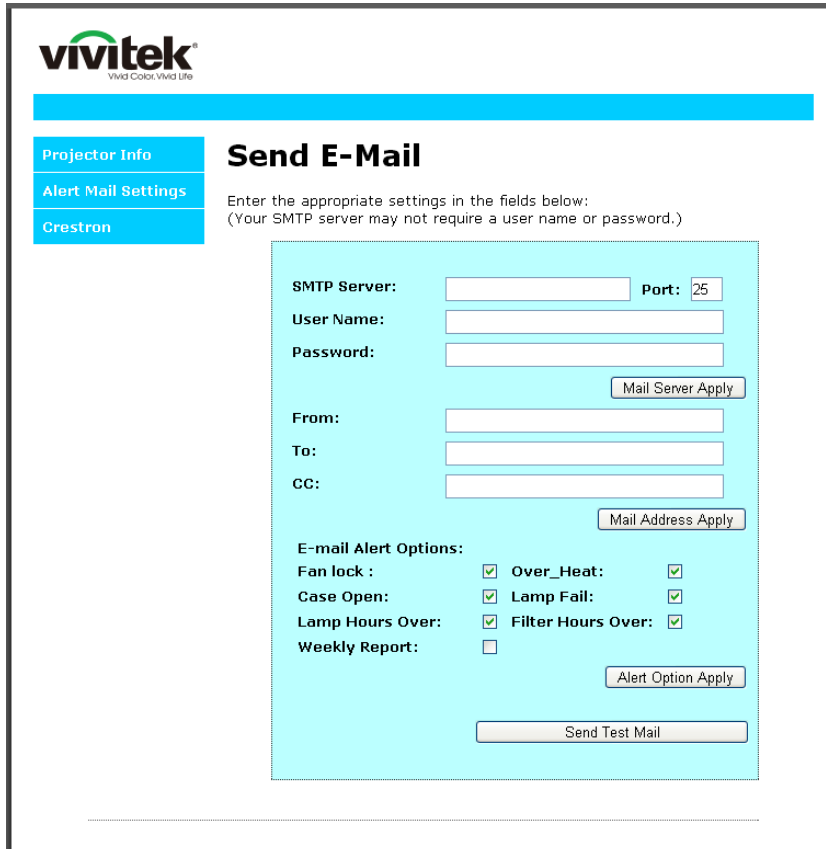 vivitek®
Vivid Color. Vivid Life
Projector Info
Alert Mail Settings
Crestron
Send E-Mail
Enter the appropriate settings in the fields below:
(Your SMTP server may not require a user name or password.)
SMTP Server: Port: 25
User Name:
Password:
Mail Server Apply
From:
To:
CC:
Mail Address Apply
E-mail Alert Options:
Fan lock : Over_Heat:
Case Open: Lamp Fail:
Lamp Hours Over: Filter Hours Over:
Weekly Report:
Alert Option Apply
Send Test Mail